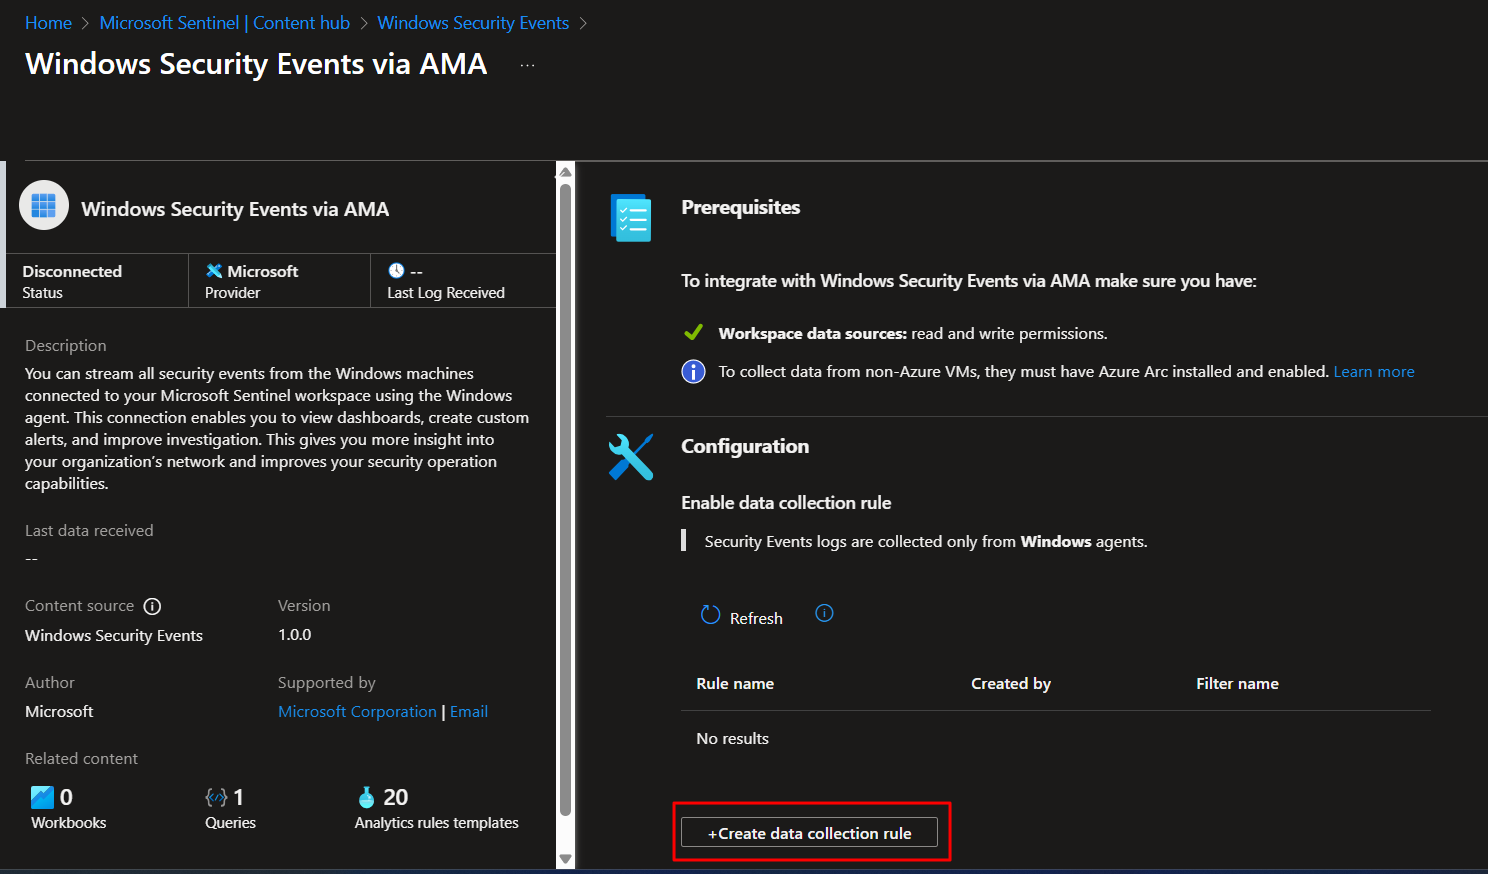 Home > Microsoft Sentinel | Content hub > Windows Security Events >
Windows Security Events via AMA ...
Windows Security Events via AMA
Disconnected
Status
Microsoft
Provider
--
Last Log Received
Description
You can stream all security events from the Windows machines
connected to your Microsoft Sentinel workspace using the Windows
agent. This connection enables you to view dashboards, create custom
alerts, and improve investigation. This gives you more insight into
your organization’s network and improves your security operation
capabilities.
Last data received
--
Content source
Windows Security Events
Version
1.0.0
Author
Microsoft
Supported by
Microsoft Corporation | Email
Related content
0
Workbooks
1
Queries
20
Analytics rules templates
Prerequisites
To integrate with Windows Security Events via AMA make sure you have:
Workspace data sources: read and write permissions.
To collect data from non-Azure VMs, they must have Azure Arc installed and enabled. Learn more
Configuration
Enable data collection rule
Security Events logs are collected only from Windows agents.
Refresh
Rule name Created by Filter name
No results
+Create data collection rule